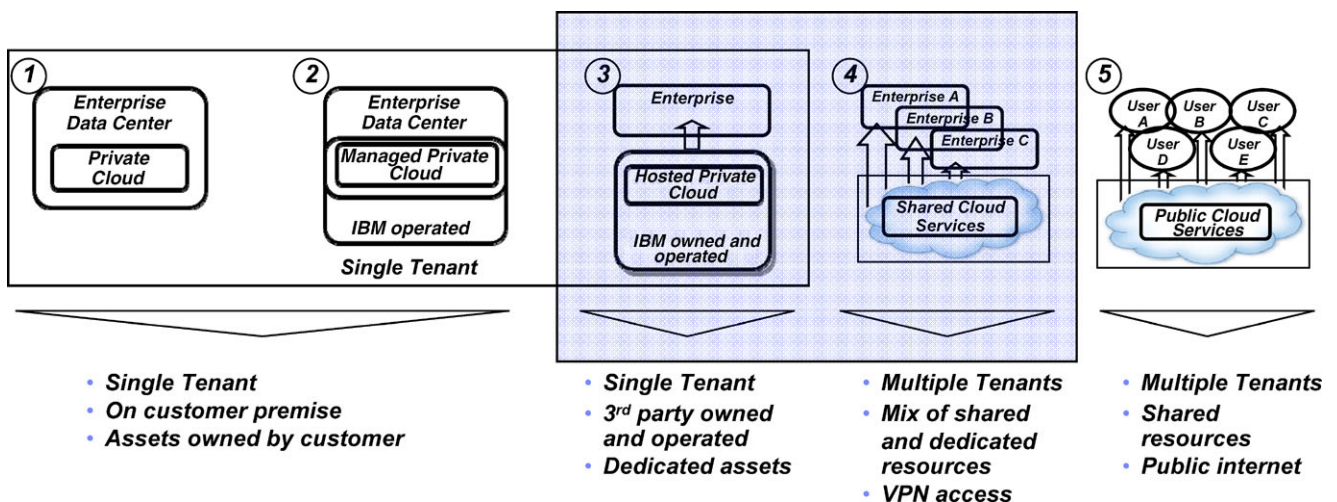 1
Enterprise
Data Center
Private
Cloud
2
Enterprise
Data Center
Managed Private
Cloud
IBM operated
Single Tenant
3
Enterprise
Hosted Private
Cloud
IBM owned and
operated
4
Enterprise A
Enterprise B
Enterprise C
Shared Cloud
Services
5
User
A
User
B
User
C
User
D
User
E
Public Cloud
Services
• Single Tenant
• On customer premise
• Assets owned by customer
• Single Tenant
• 3rd party owned
and operated
• Dedicated assets
• Multiple Tenants
• Mix of shared
and dedicated
resources
• VPN access
• Multiple Tenants
• Shared
resources
• Public internet